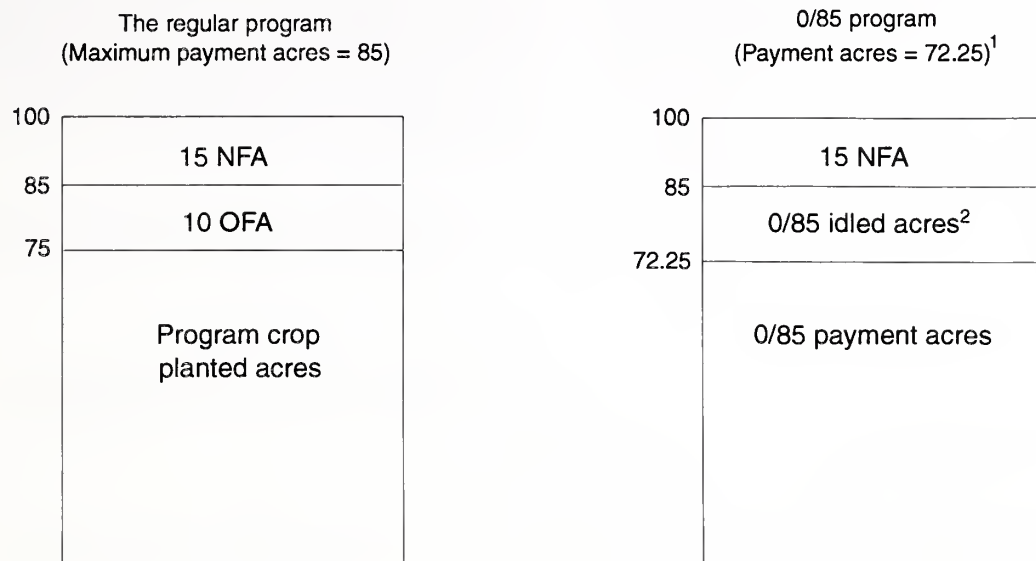 The regular program
(Maximum payment acres = 85)
100
15 NFA
85
10 OFA
75
Program crop
planted acres
0/85 program
(Payment acres = 72.25)¹
100
15 NFA
85
0/85 idled acres²
72.25
0/85 payment acres